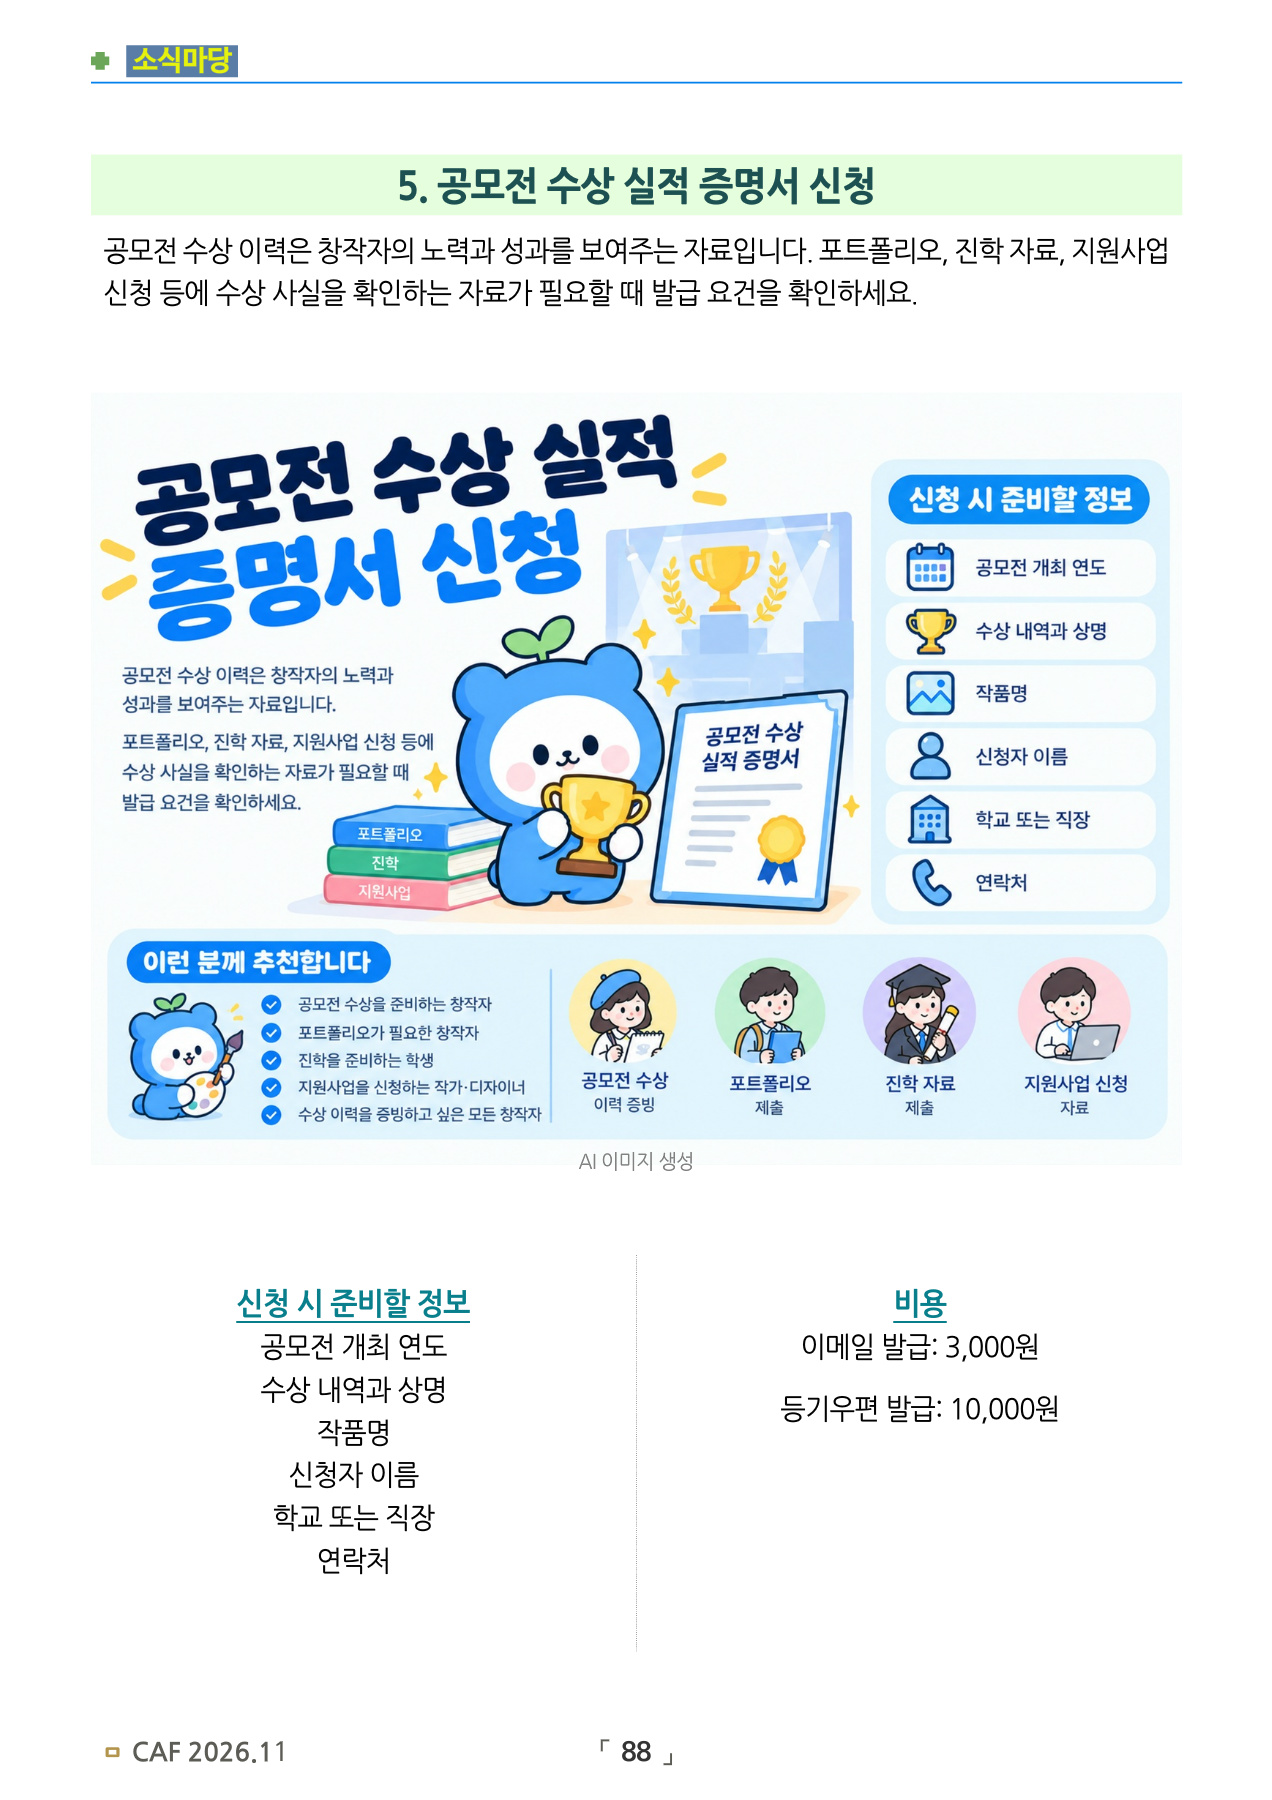 소식마당
5. 공모전 수상 실적 증명서 신청
공모전 수상 이력은 창작자의 노력과 성과를 보여주는 자료입니다. 포트폴리오, 진학 자료, 지원사업
신청 등에 수상 사실을 확인하는 자료가 필요할 때 발급 요건을 확인하세요.
공모전 수상 실적
증명서 신청
공모전 수상 이력은 창작자의 노력과
성과를 보여주는 자료입니다.
포트폴리오, 진학 자료, 지원사업 신청 등에
수상 사실을 확인하는 자료가 필요할 때
발급 요건을 확인하세요.
포트폴리오
진학
지원사업
공모전 수상
실적 증명서
신청 시 준비할 정보
공모전 개최 연도
수상 내역과 상명
작품명
신청자 이름
학교 또는 직장
연락처
이런 분께 추천합니다
공모전 수상을 준비하는 창작자
포트폴리오가 필요한 창작자
진학을 준비하는 학생
지원사업을 신청하는 작가·디자이너
수상 이력을 증빙하고 싶은 모든 창작자
공모전 수상
이력 증빙
포트폴리오
제출
진학 자료
제출
지원사업 신청
자료
AI 이미지 생성
신청 시 준비할 정보
공모전 개최 연도
수상 내역과 상명
작품명
신청자 이름
학교 또는 직장
연락처
비용
이메일 발급: 3,000원
등기우편 발급: 10,000원
CAF 2026.11
「 88 」